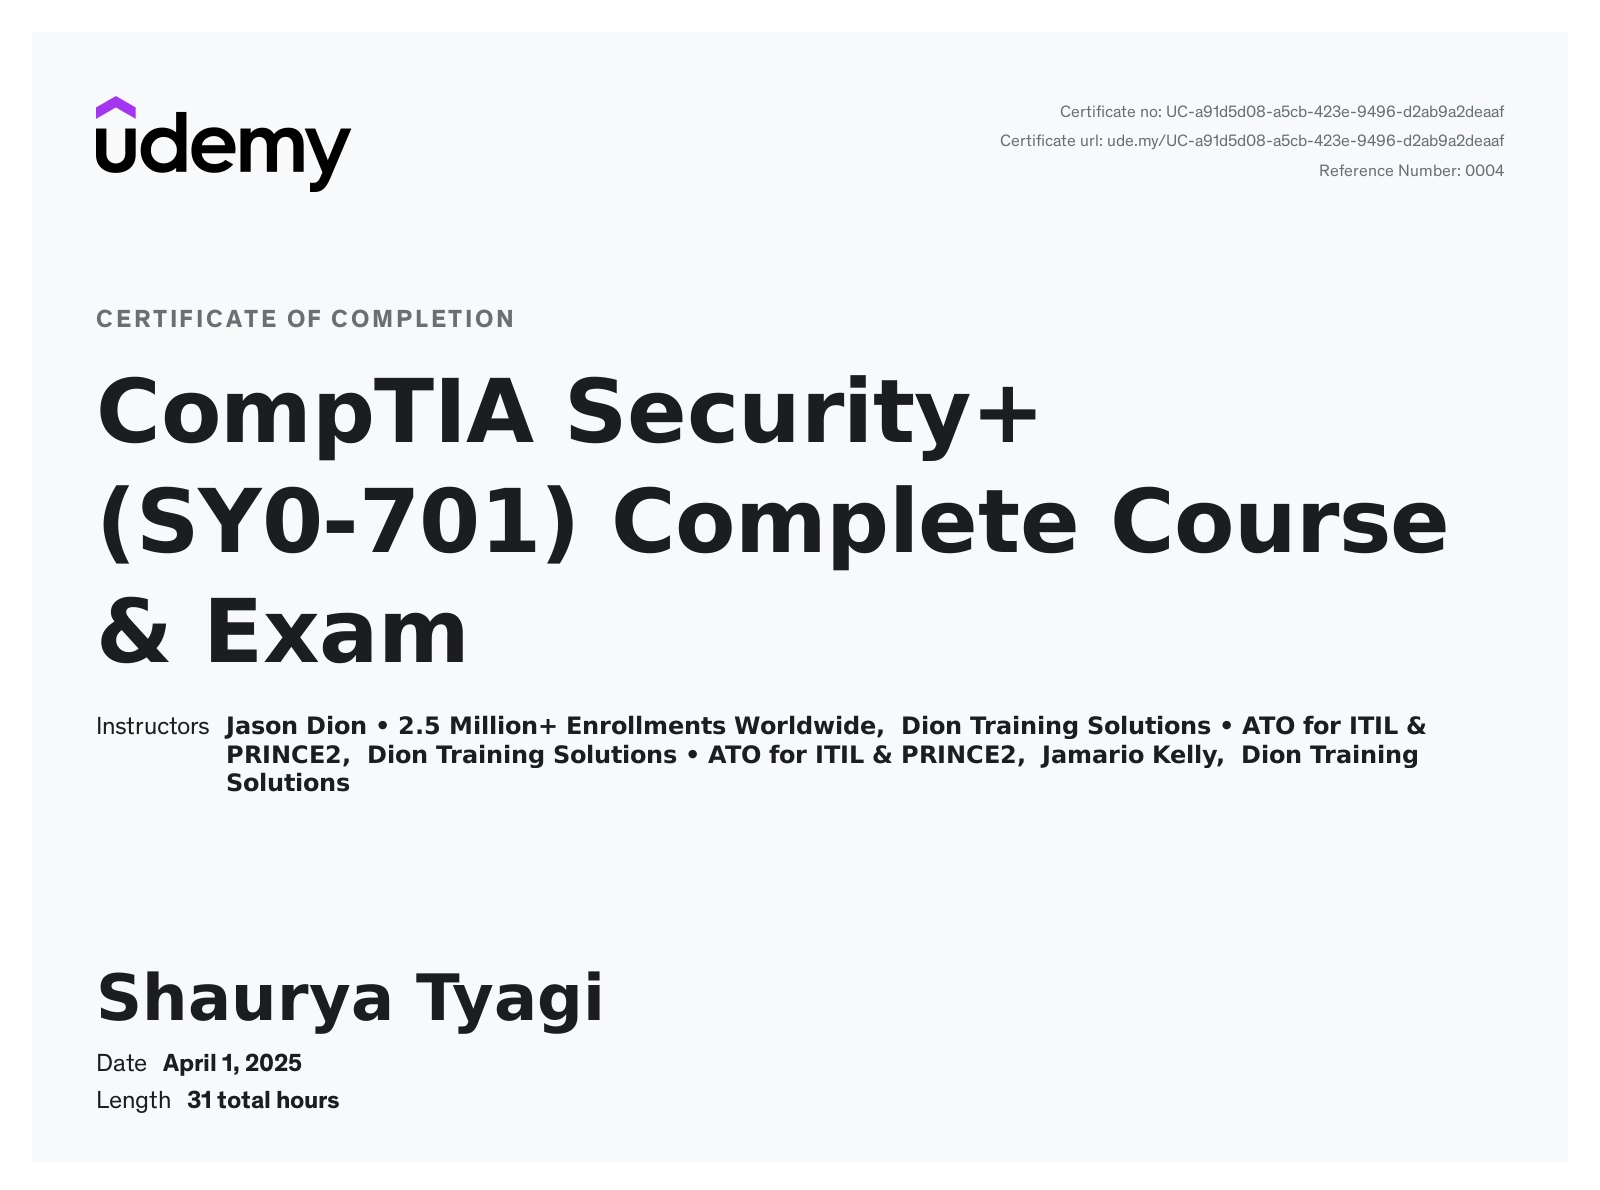 udemy
Certificate no: UC-a91d5d08-a5cb-423e-9496-d2ab9a2deaaf
Certificate url: ude.my/UC-a91d5d08-a5cb-423e-9496-d2ab9a2deaaf
Reference Number: 0004
CERTIFICATE OF COMPLETION
CompTIA Security+
(SY0-701) Complete Course
& Exam
Instructors Jason Dion • 2.5 Million+ Enrollments Worldwide, Dion Training Solutions • ATO for ITIL &
PRINCE2, Dion Training Solutions • ATO for ITIL & PRINCE2, Jamario Kelly, Dion Training
Solutions
Shaurya Tyagi
Date April 1, 2025
Length 31 total hours